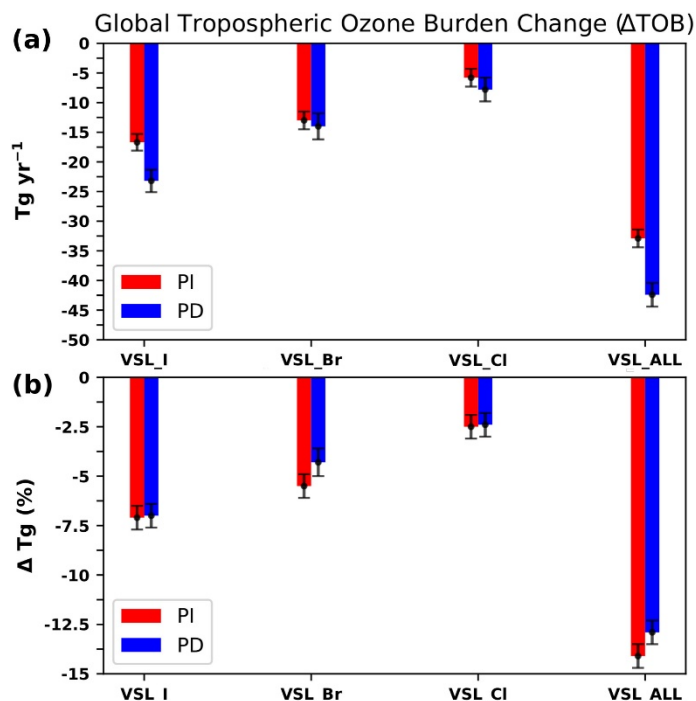 Global Tropospheric Ozone Burden Change (ΔTOB)
(a)
0
-5
-10
-15
-20
-25
-30
-35
-40
-45
-50
Tg yr⁻¹
PI
PD
VSL_I VSL_Br VSL_Cl VSL_ALL
(b)
0
-2.5
-5
-7.5
-10
-12.5
-15
Δ Tg (%)
PI
PD
VSL_I VSL_Br VSL_Cl VSL_ALL